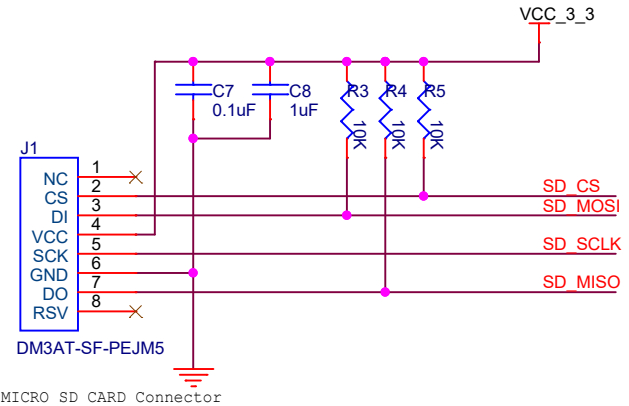 VCC_3_3
C7
0.1uF
C8
1uF
R3
10K
R4
10K
R5
10K
J1
NC 1
CS 2
DI 3
VCC 4
SCK 5
GND 6
DO 7
RSV 8
SD_CS
SD_MOSI
SD_SCLK
SD_MISO
DM3AT-SF-PEJM5
MICRO SD CARD Connector